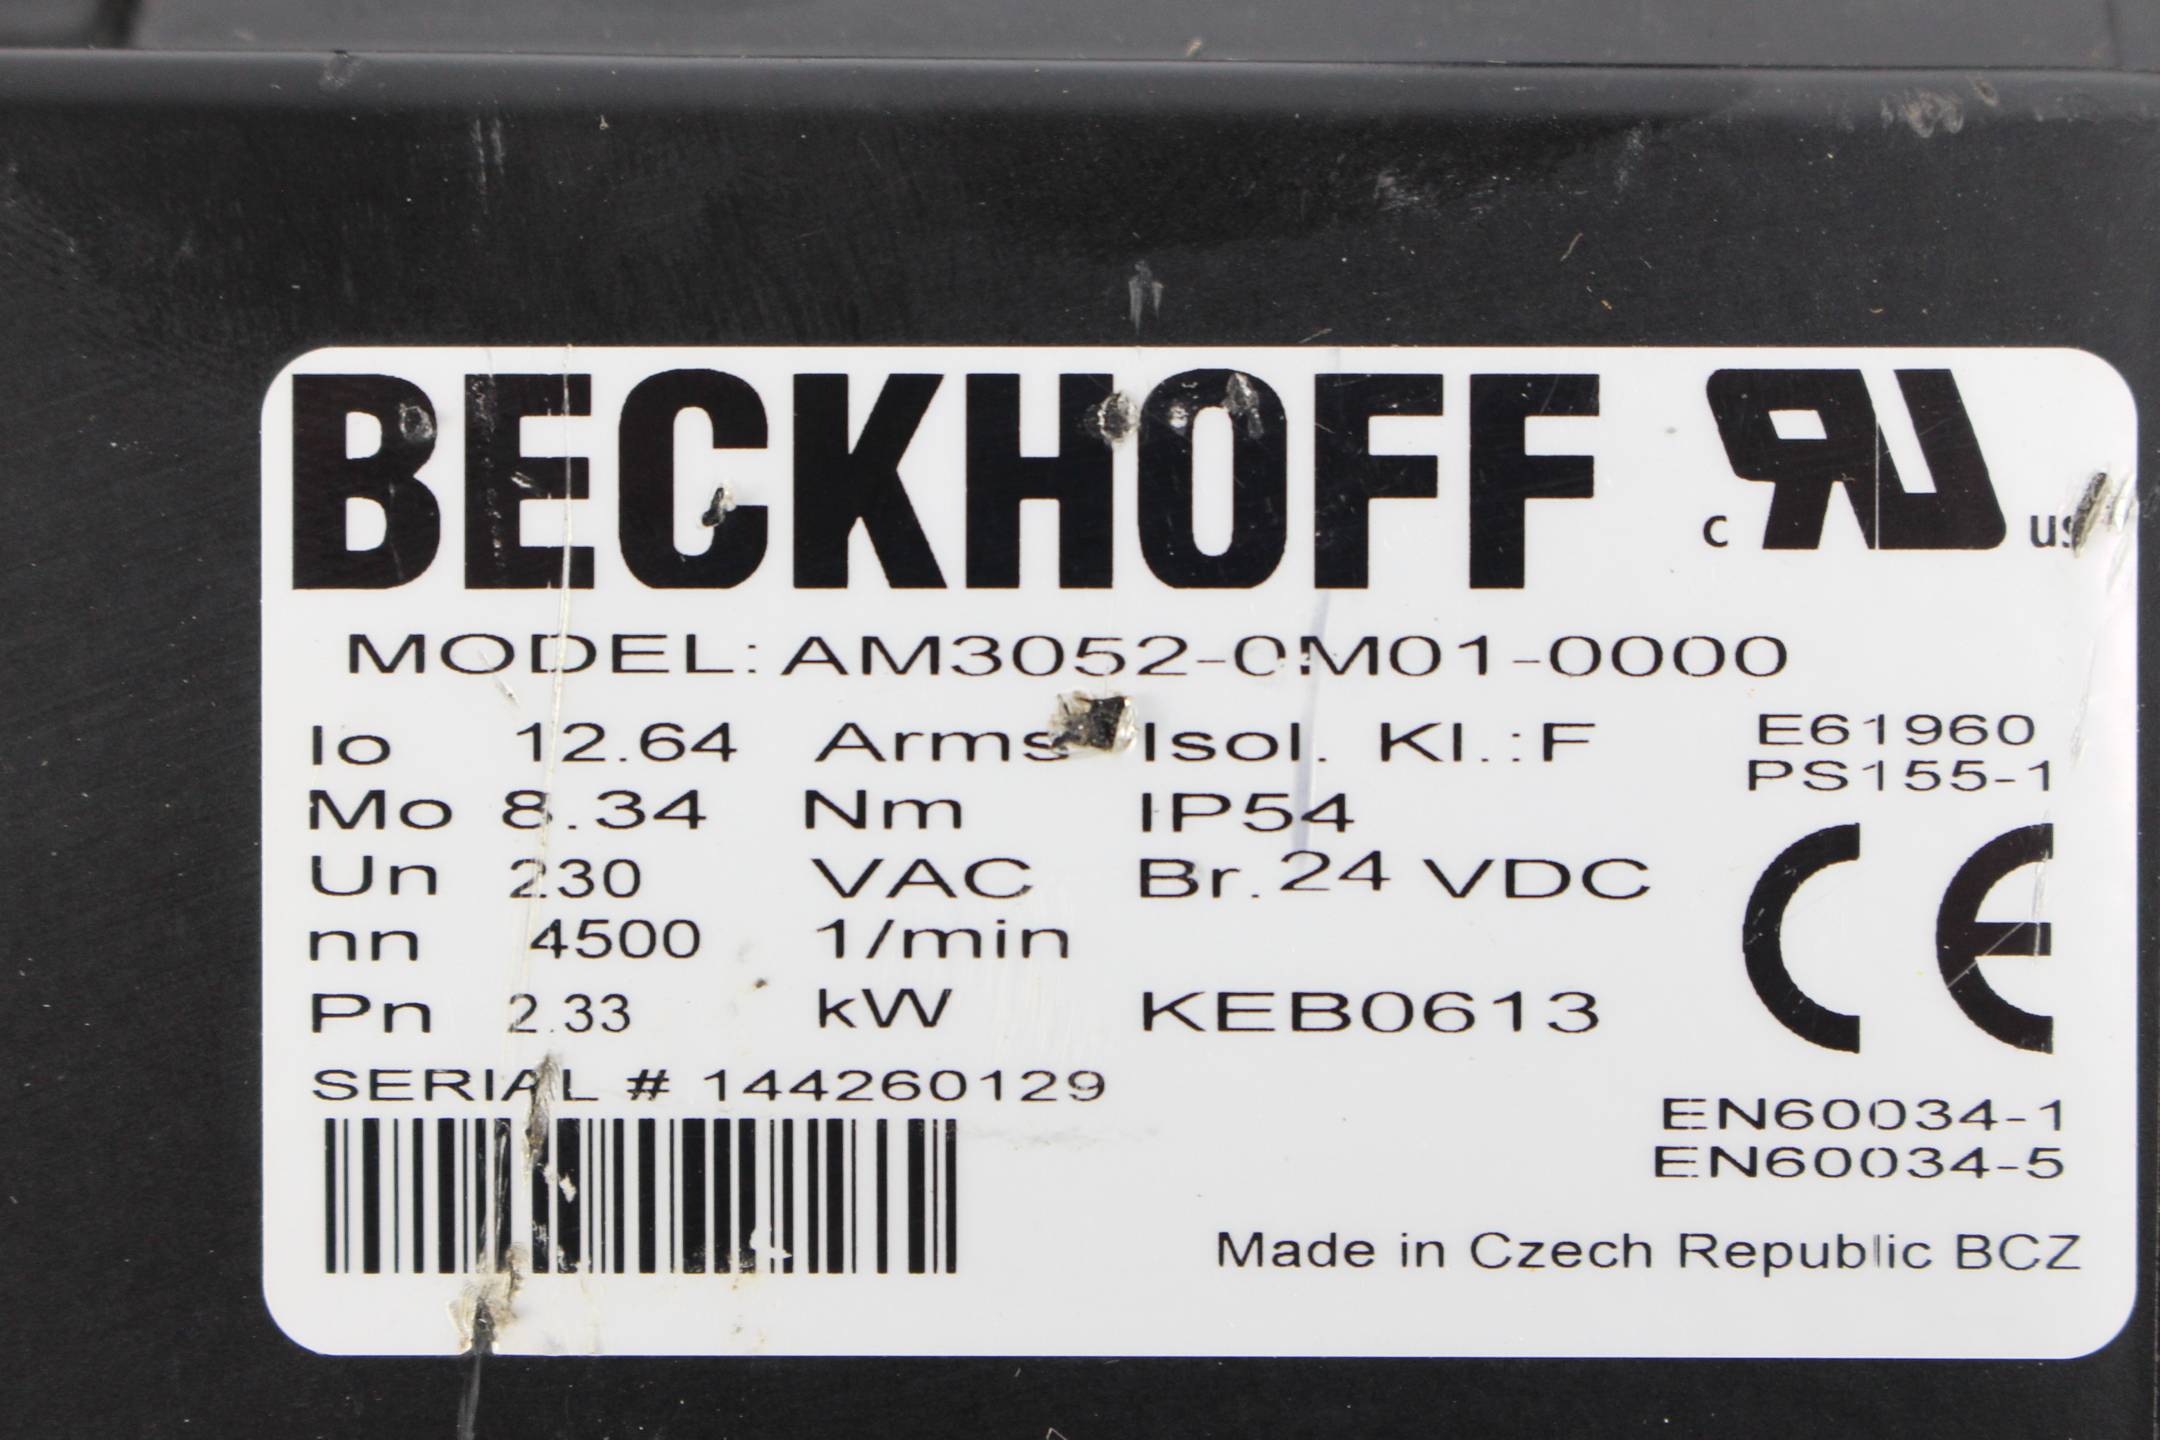 BECKHOFF
c RU us
MODEL: AM3052-0M01-0000
Io 12.64 Arms Isol. Kl.:F E61960
PS155-1
Mo 8.34 Nm IP54
Un 230 VAC Br. 24 VDC
nn 4500 1/min
Pn 2.33 kW KEB0613
CE
SERIAL # 144260129
EN60034-1
EN60034-5
Made in Czech Republic BCZ